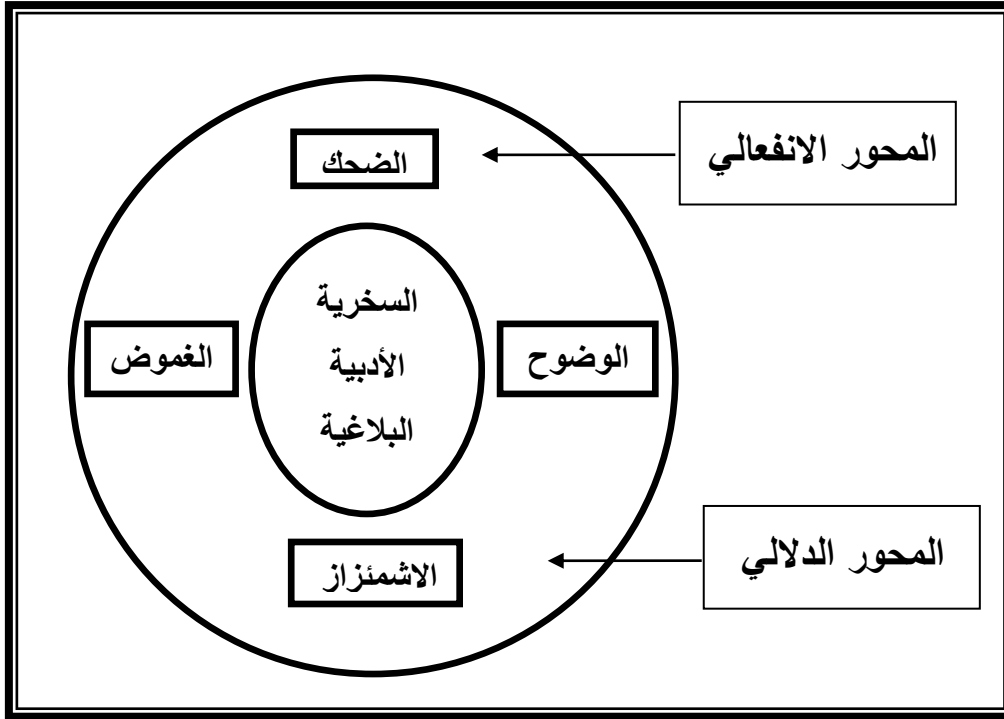 المحور الانفعالي
الضحك
السخرية
الأدبية
البلاغية
الوضوح
الغموض
المحور الدلالي
الاشمئزاز